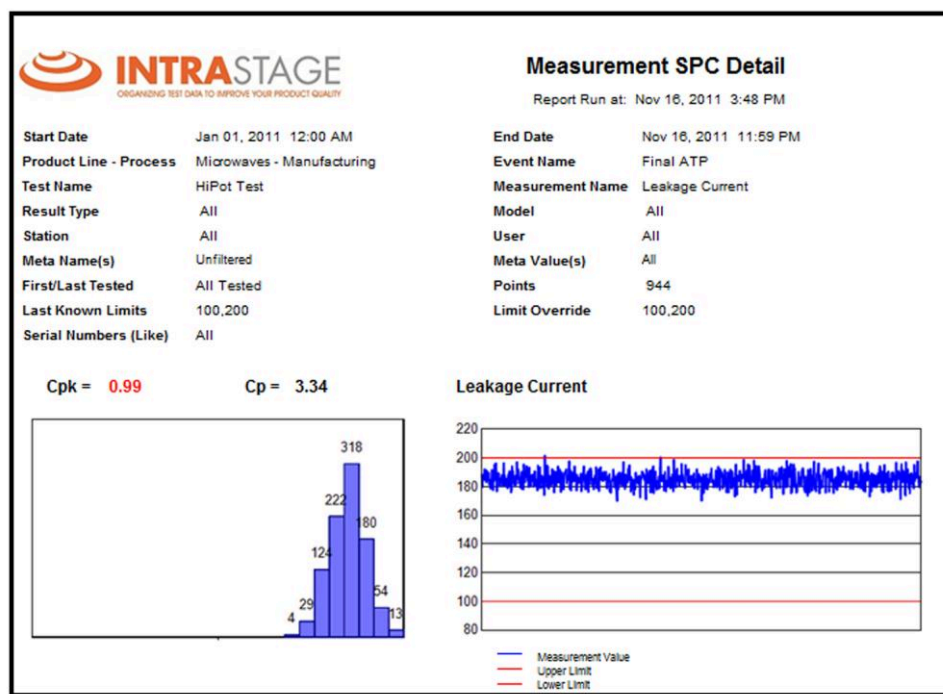 INTRASTAGE
ORGANIZING TEST DATA TO IMPROVE YOUR PRODUCT QUALITY
Measurement SPC Detail
Report Run at: Nov 16, 2011 3:48 PM
Start Date Jan 01, 2011 12:00 AM End Date Nov 16, 2011 11:59 PM
Product Line - Process Microwaves - Manufacturing Event Name Final ATP
Test Name HiPot Test Measurement Name Leakage Current
Result Type All Model All
Station All User All
Meta Name(s) Unfiltered Meta Value(s) All
First/Last Tested All Tested Points 944
Last Known Limits 100,200 Limit Override 100,200
Serial Numbers (Like) All
Cpk = 0.99 Cp = 3.34 Leakage Current
4 29 124 222 318 180 54 13
220
200
180
160
140
120
100
80
Measurement Value
Upper Limit
Lower Limit